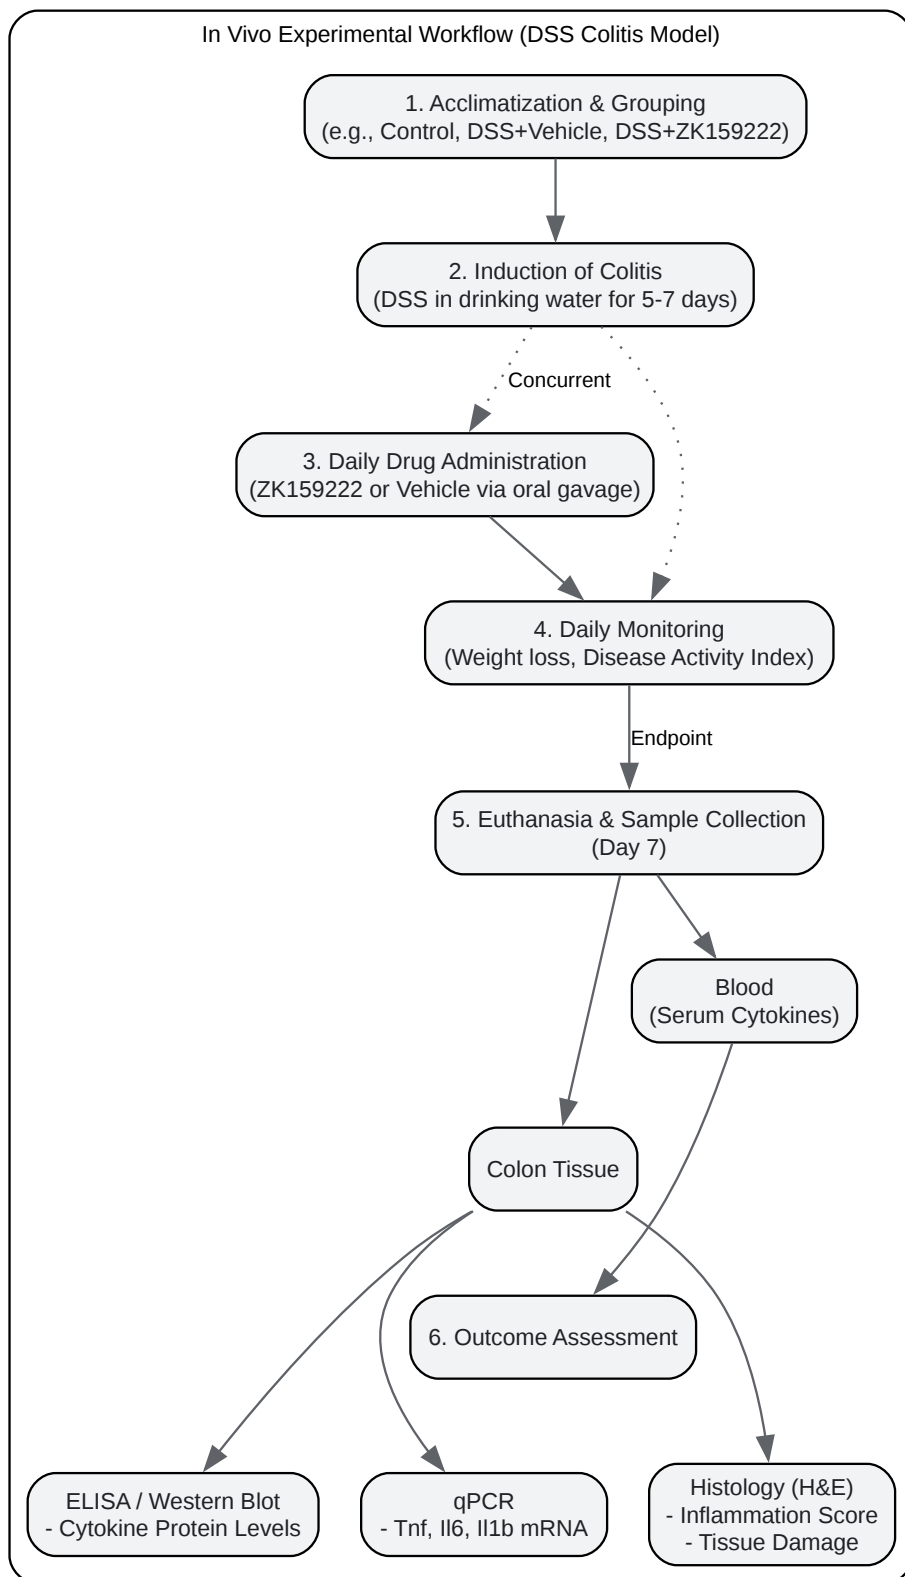 In Vivo Experimental Workflow (DSS Colitis Model)
1. Acclimatization & Grouping
(e.g., Control, DSS+Vehicle, DSS+ZK159222)
2. Induction of Colitis
(DSS in drinking water for 5-7 days)
Concurrent
3. Daily Drug Administration
(ZK159222 or Vehicle via oral gavage)
4. Daily Monitoring
(Weight loss, Disease Activity Index)
Endpoint
5. Euthanasia & Sample Collection
(Day 7)
Blood
(Serum Cytokines)
Colon Tissue
6. Outcome Assessment
ELISA / Western Blot
- Cytokine Protein Levels
qPCR
- Tnf, Il6, Il1b mRNA
Histology (H&E)
- Inflammation Score
- Tissue Damage